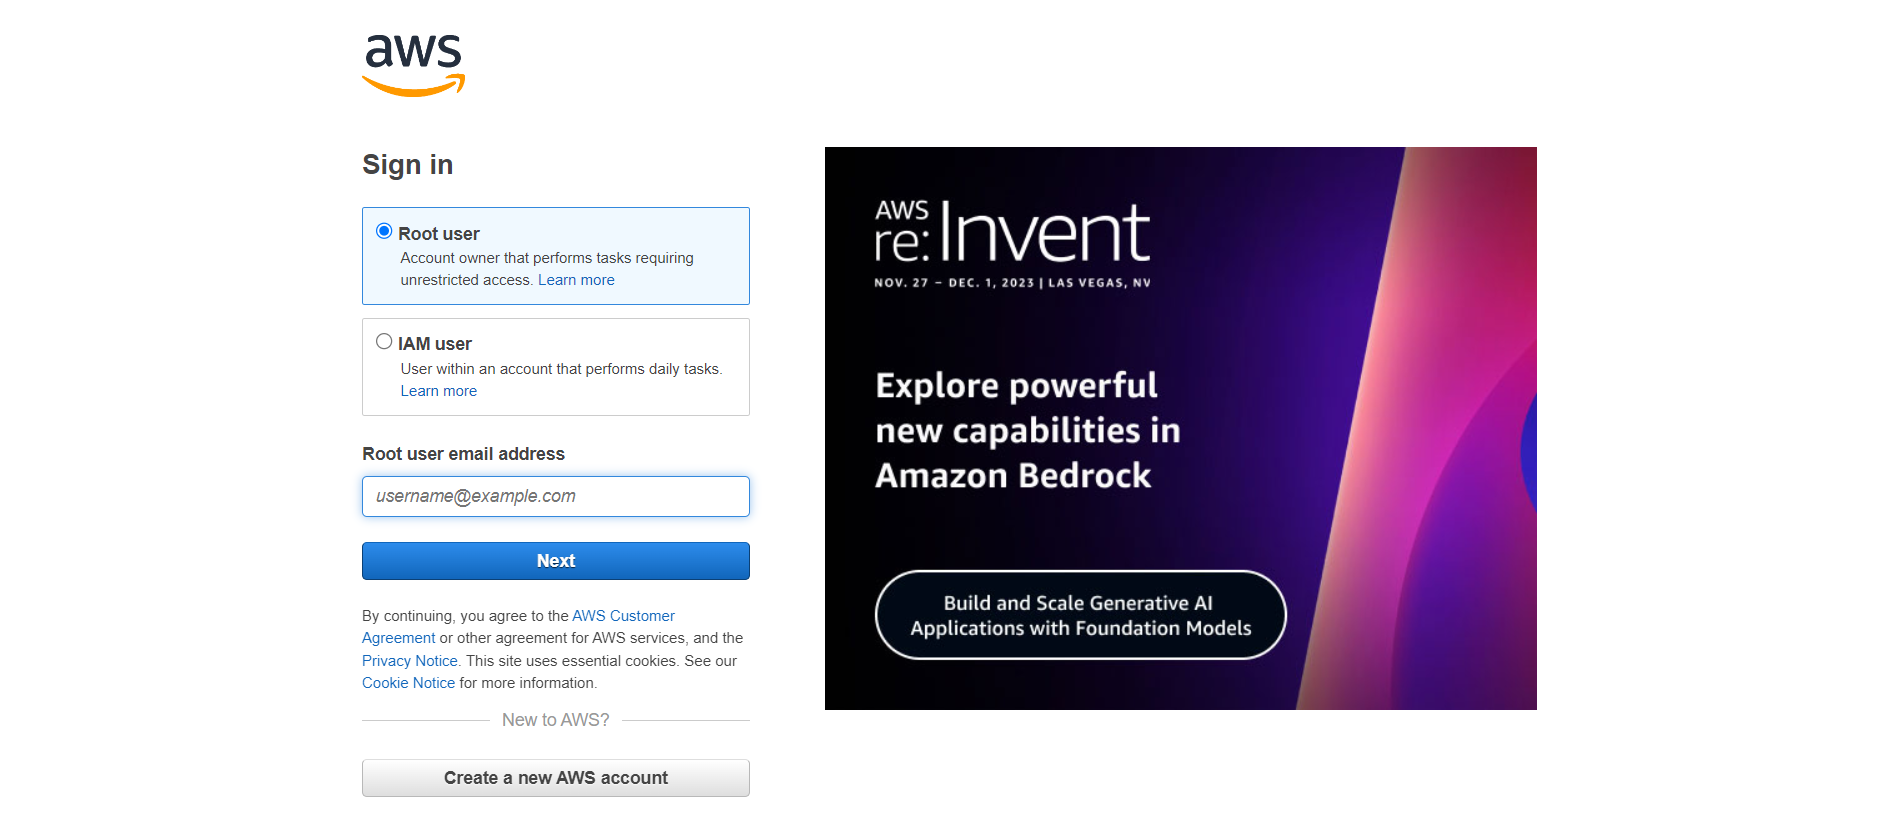 aws
Sign in
Root user
Account owner that performs tasks requiring
unrestricted access. Learn more
IAM user
User within an account that performs daily tasks.
Learn more
Root user email address
username@example.com
Next
By continuing, you agree to the AWS Customer
Agreement or other agreement for AWS services, and the
Privacy Notice. This site uses essential cookies. See our
Cookie Notice for more information.
New to AWS?
Create a new AWS account
AWS
re:Invent
NOV. 27 – DEC. 1, 2023 | LAS VEGAS, NV
Explore powerful
new capabilities in
Amazon Bedrock
Build and Scale Generative AI
Applications with Foundation Models